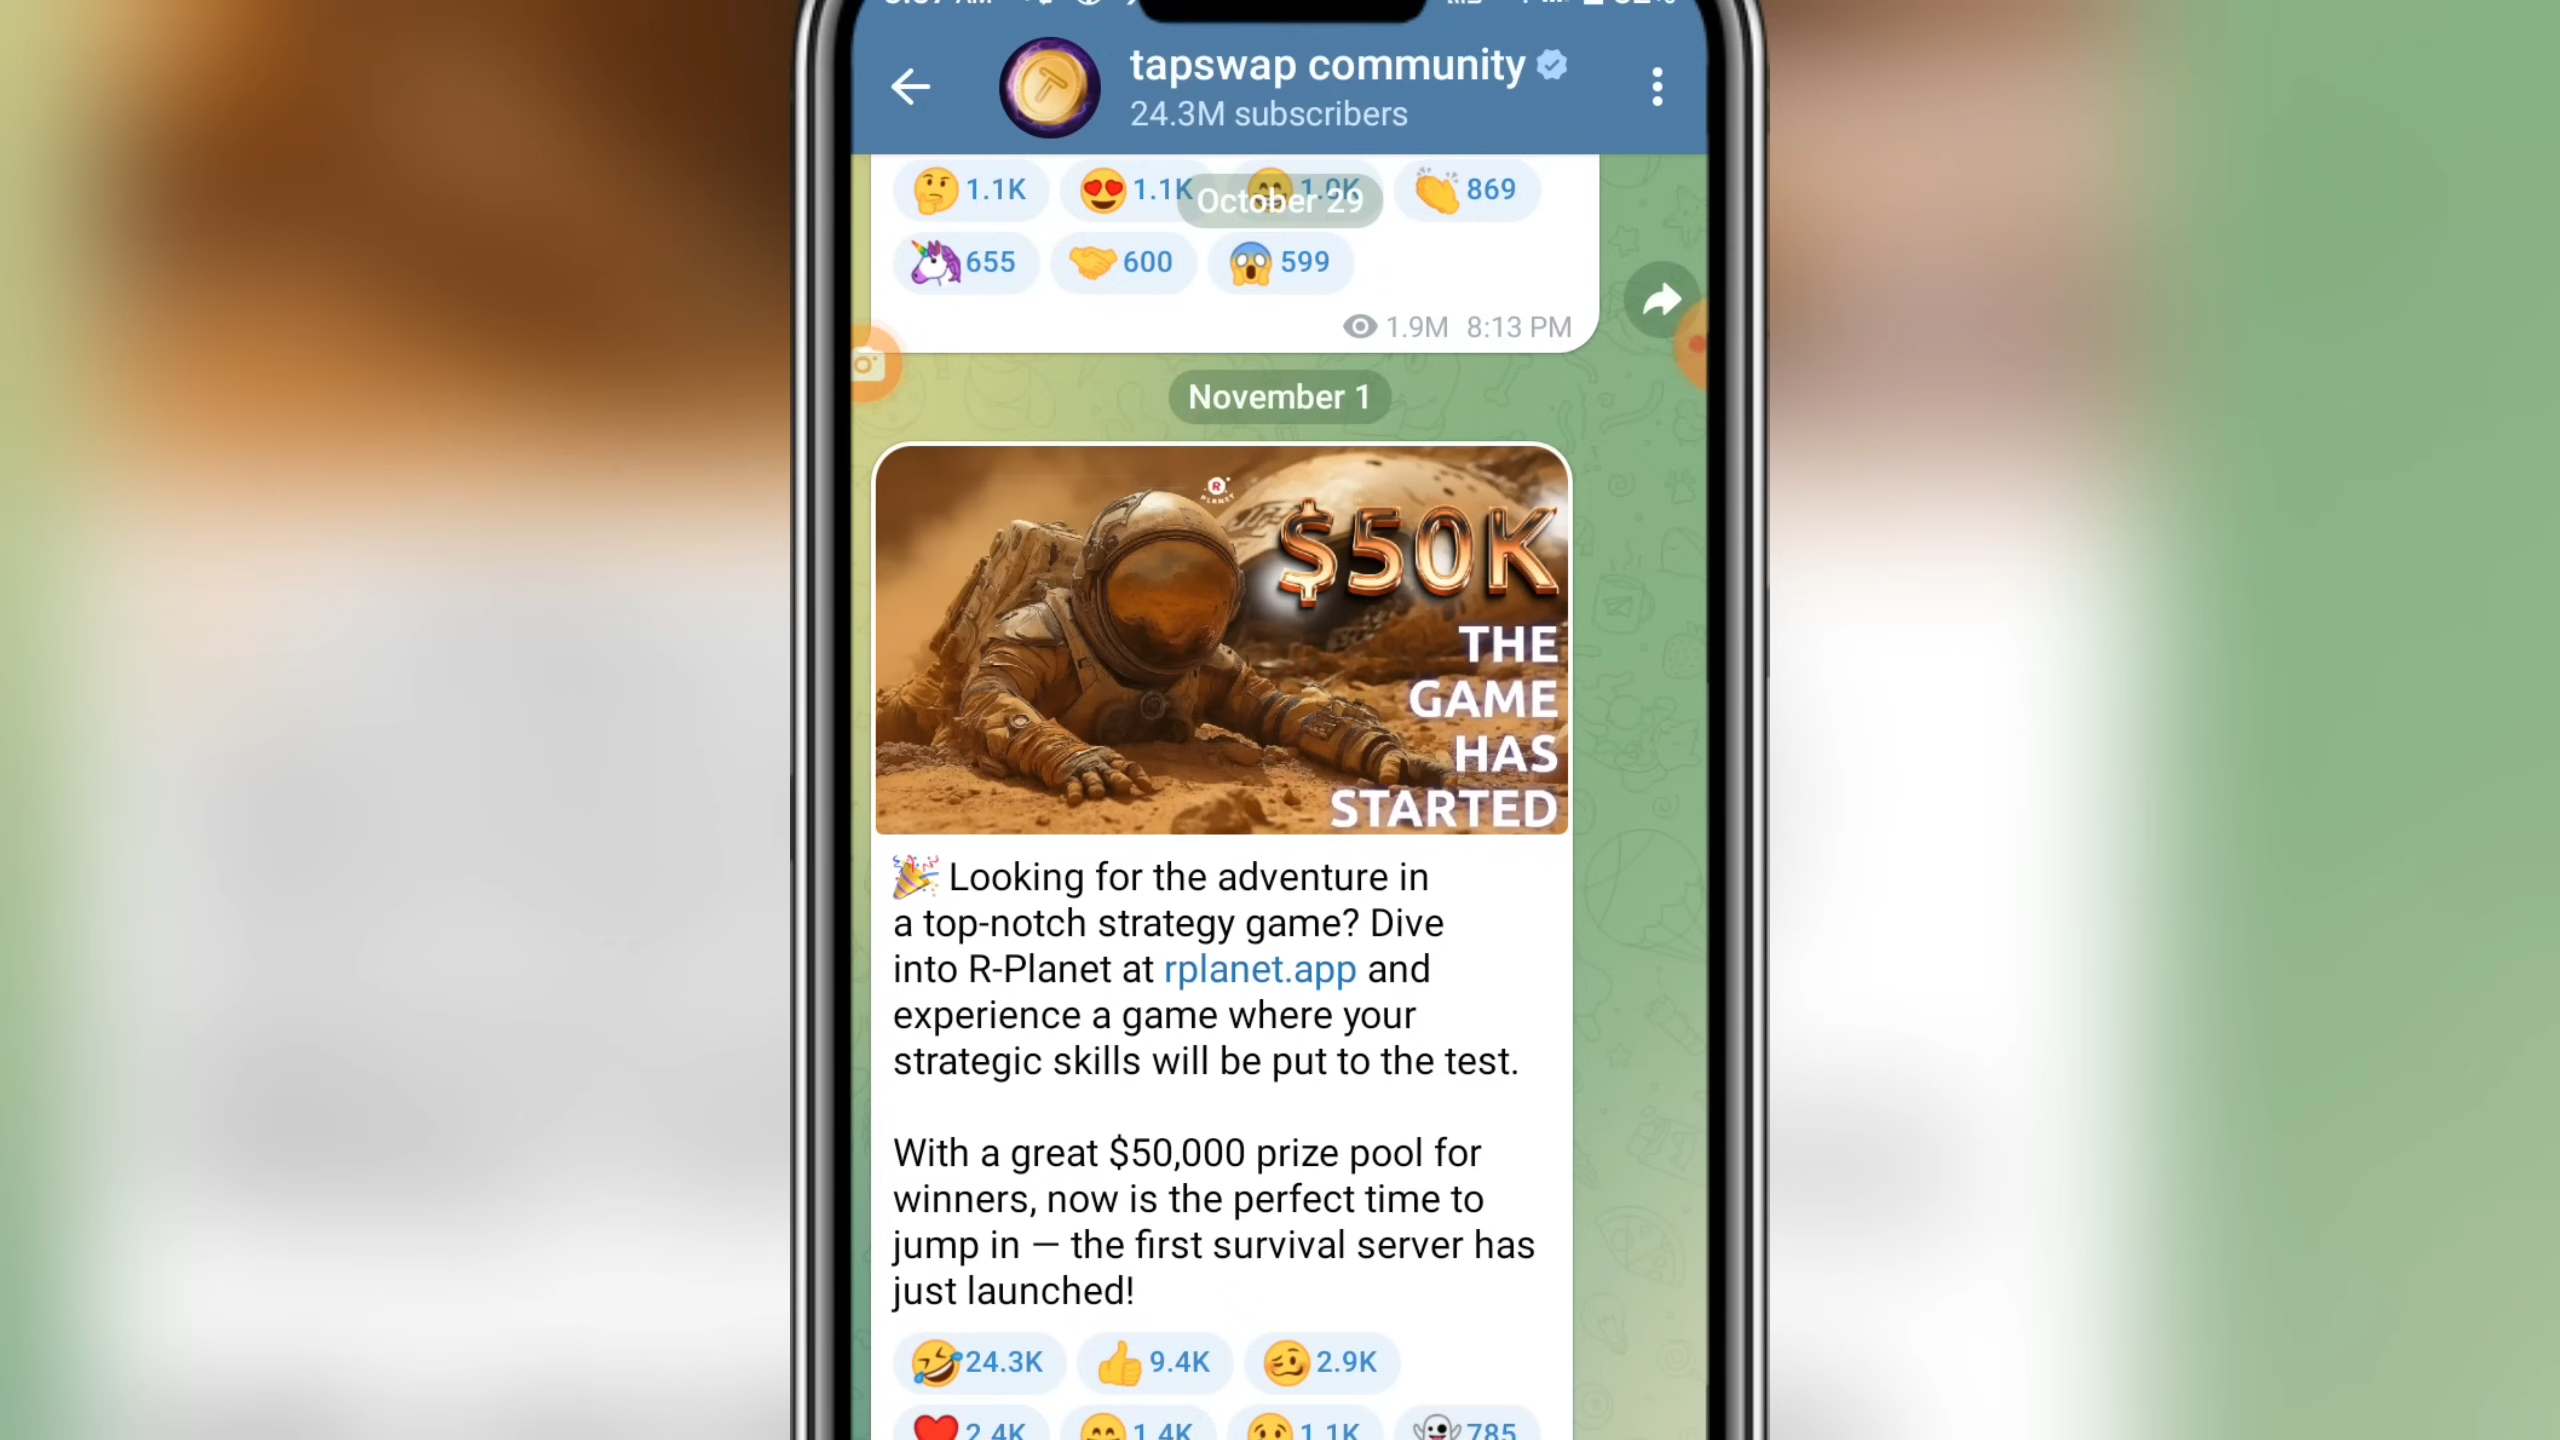 tapswap community
24.3M subscribers
1.1K 1.1K 1.0K 869
October 29
655 600 599
1.9M 8:13 PM
November 1
R
PLANET
$50K
THE
GAME
HAS
STARTED
Looking for the adventure in
a top-notch strategy game? Dive
into R-Planet at rplanet.app and
experience a game where your
strategic skills will be put to the test.
With a great $50,000 prize pool for
winners, now is the perfect time to
jump in — the first survival server has
just launched!
24.3K 9.4K 2.9K
2.4K 1.4K 1.1K 785